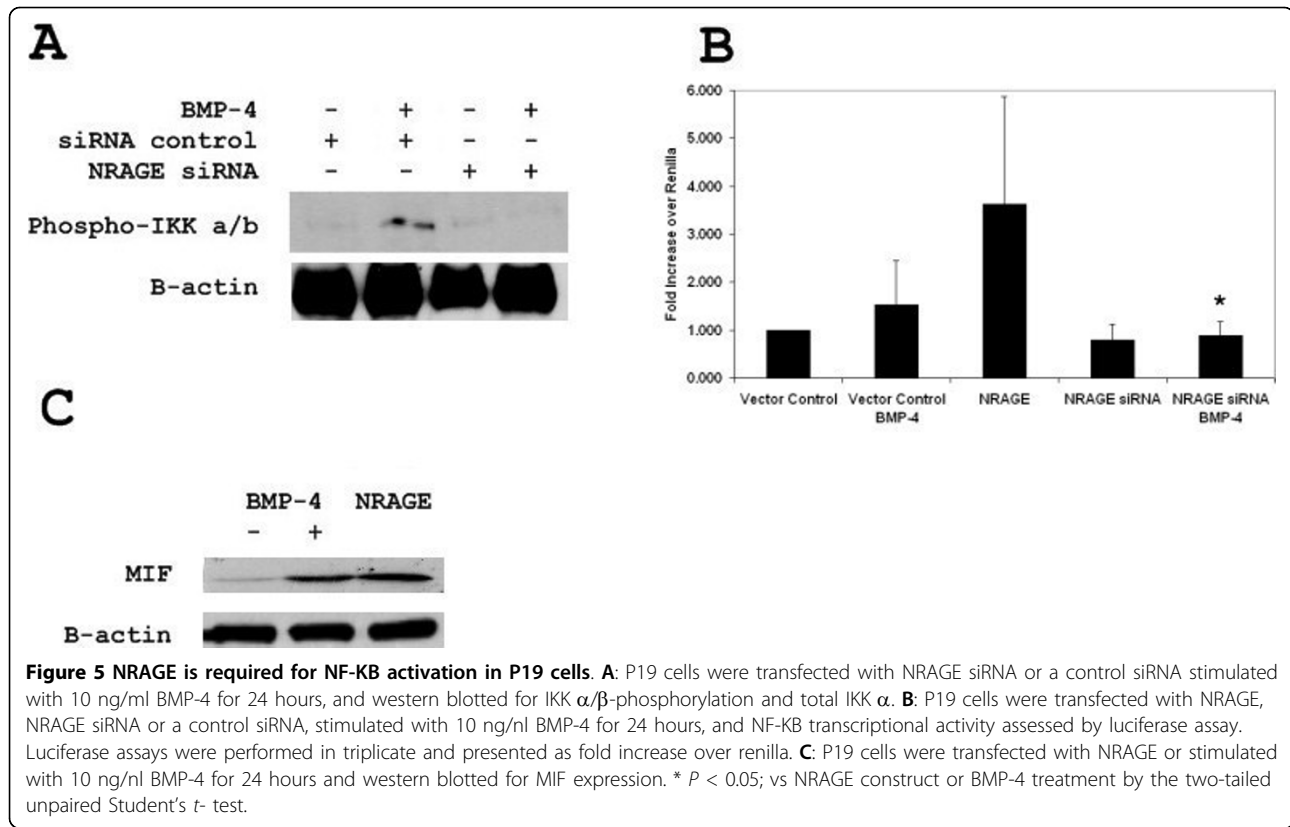 A
BMP-4 - + - +
siRNA control + + - -
NRAGE siRNA - - + +
Phospho-IKK a/b
B-actin
B
6.000
5.000
4.000
3.000
2.000
1.000
0.000
Fold Increase over Renilla
*
Vector Control
Vector Control BMP-4
NRAGE
NRAGE siRNA
NRAGE siRNA BMP-4
C
BMP-4 NRAGE
- +
MIF
B-actin
Figure 5 NRAGE is required for NF-KB activation in P19 cells. A: P19 cells were transfected with NRAGE siRNA or a control siRNA stimulated
with 10 ng/ml BMP-4 for 24 hours, and western blotted for IKK α/β-phosphorylation and total IKK α. B: P19 cells were transfected with NRAGE,
NRAGE siRNA or a control siRNA, stimulated with 10 ng/nl BMP-4 for 24 hours, and NF-KB transcriptional activity assessed by luciferase assay.
Luciferase assays were performed in triplicate and presented as fold increase over renilla. C: P19 cells were transfected with NRAGE or stimulated
with 10 ng/nl BMP-4 for 24 hours and western blotted for MIF expression. * P < 0.05; vs NRAGE construct or BMP-4 treatment by the two-tailed
unpaired Student's t- test.